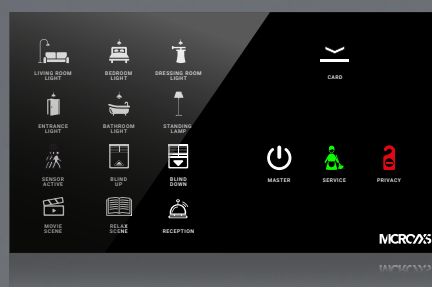 LIVING ROOM
LIGHT
BEDROOM
LIGHT
DRESSING ROOM
LIGHT
CARD
ENTRANCE
LIGHT
BATHROOM
LIGHT
STANDING
LAMP
SENSOR
ACTIVE
BLIND
UP
BLIND
DOWN
MASTER
SERVICE
PRIVACY
MOVIE
SCENE
RELAX
SCENE
RECEPTION